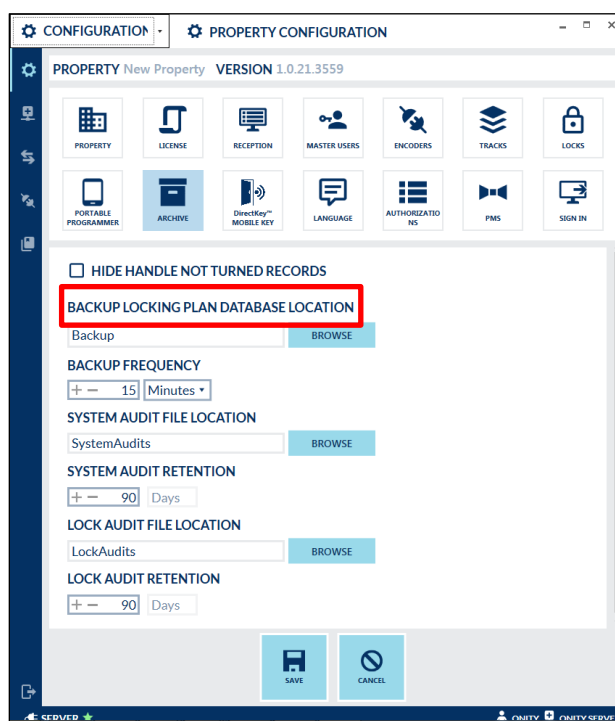 CONFIGURATION
PROPERTY CONFIGURATION
PROPERTY New Property VERSION 1.0.21.3559
PROPERTY
LICENSE
RECEPTION
MASTER USERS
ENCODERS
TRACKS
LOCKS
PORTABLE
PROGRAMMER
ARCHIVE
DirectKey™
MOBILE KEY
LANGUAGE
AUTHORIZATIO
NS
PMS
SIGN IN
HIDE HANDLE NOT TURNED RECORDS
BACKUP LOCKING PLAN DATABASE LOCATION
Backup
BROWSE
BACKUP FREQUENCY
15 Minutes
SYSTEM AUDIT FILE LOCATION
SystemAudits
BROWSE
SYSTEM AUDIT RETENTION
90 Days
LOCK AUDIT FILE LOCATION
LockAudits
BROWSE
LOCK AUDIT RETENTION
90 Days
SAVE
CANCEL
SERVER
ONITY
ONITY SERVE